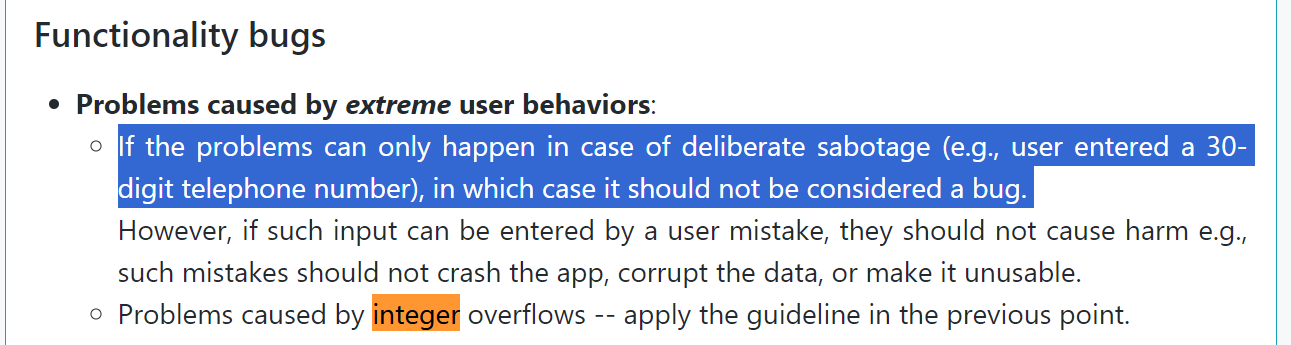 Functionality bugs
• Problems caused by extreme user behaviors:
◦ If the problems can only happen in case of deliberate sabotage (e.g., user entered a 30-
digit telephone number), in which case it should not be considered a bug.
However, if such input can be entered by a user mistake, they should not cause harm e.g.,
such mistakes should not crash the app, corrupt the data, or make it unusable.
◦ Problems caused by integer overflows -- apply the guideline in the previous point.